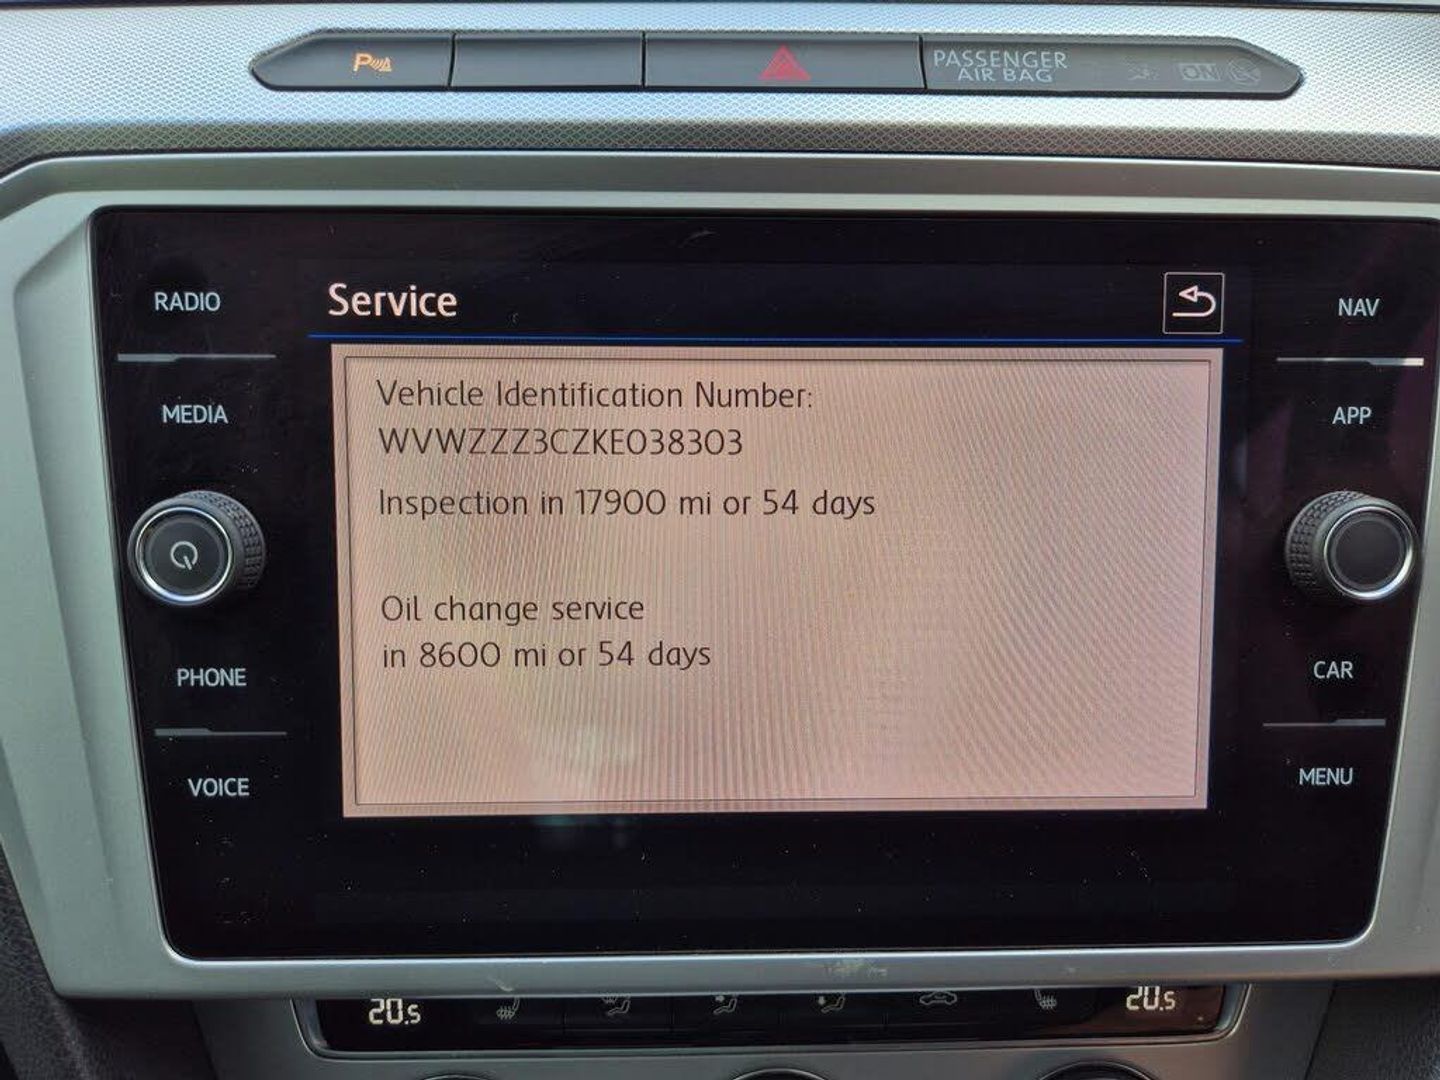 P
PASSENGER
AIR BAG
ON
RADIO
Service
NAV
MEDIA
Vehicle Identification Number:
WVWZZZ3CZKE038303
APP
Inspection in 17900 mi or 54 days
Oil change service
in 8600 mi or 54 days
PHONE
CAR
VOICE
MENU
20.5
20.5